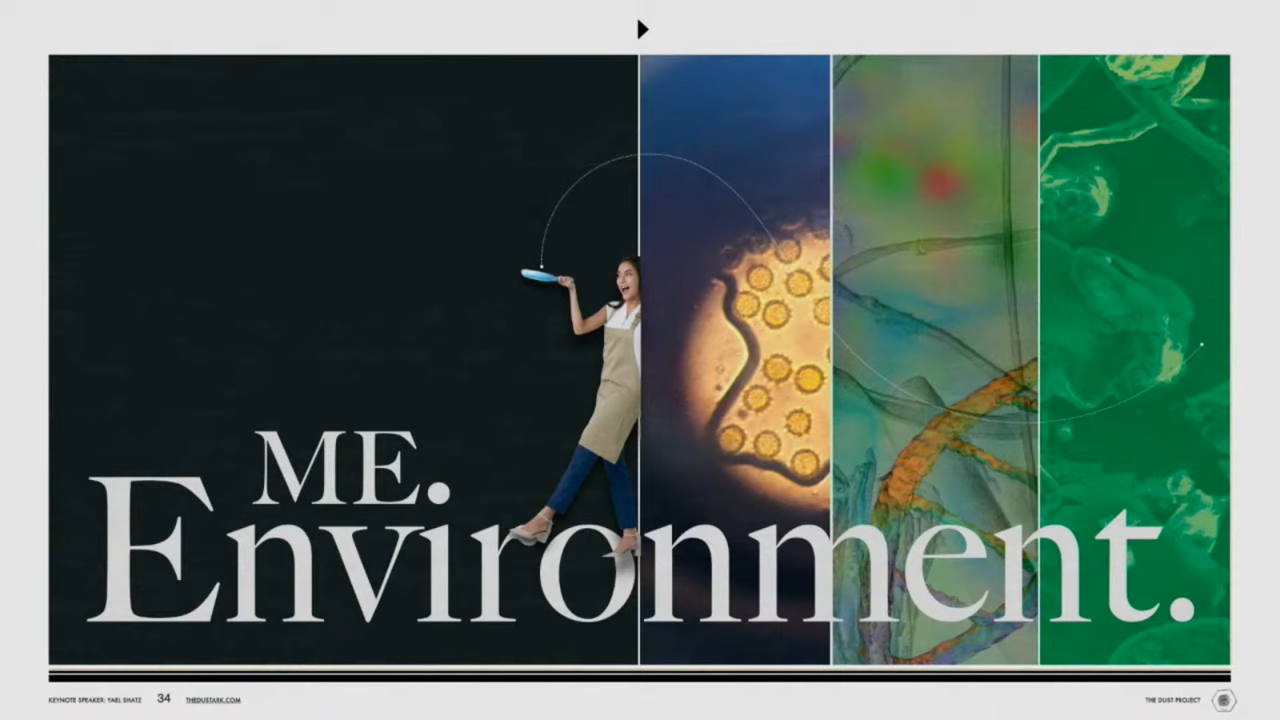 ME.
Environment.
KEYNOTE SPEAKER: YAEL SHATZ 34 THEDUSTARK.COM THE DUST PROJECT